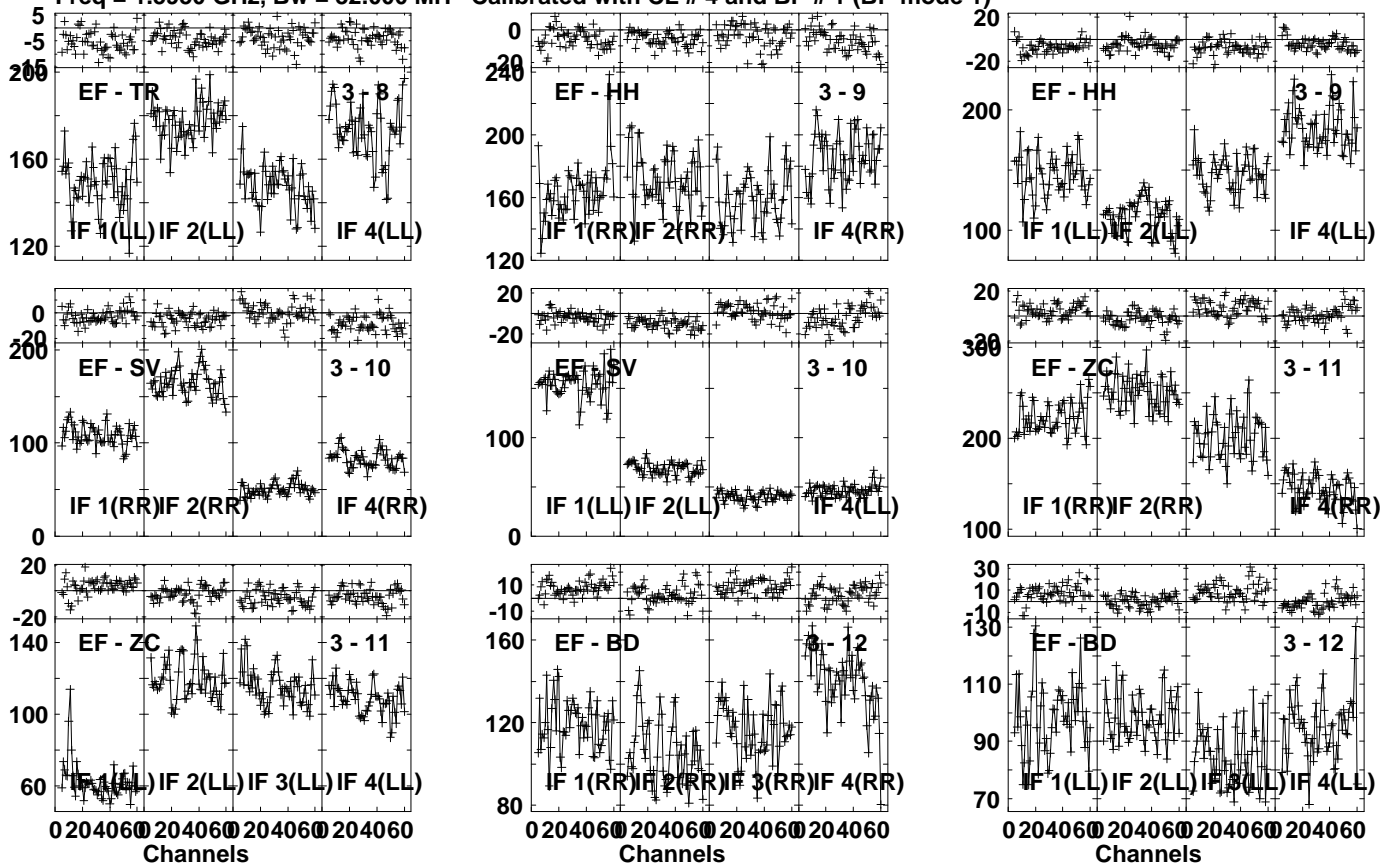 Calibrated with CL # 4 and BP # 1 (BP mode 1)
5
-5
-15
200
160
120
EF - TR
3 - 8
IF 1(LL)
IF 2(LL)
IF 4(LL)
0
-20
240
200
160
120
EF - HH
3 - 9
IF 1(RR)
IF 2(RR)
IF 4(RR)
20
-20
200
100
EF - HH
3 - 9
IF 1(LL)
IF 2(LL)
IF 4(LL)
0
-20
200
100
0
EF - SV
3 - 10
IF 1(RR)
IF 2(RR)
IF 4(RR)
20
-20
100
0
EF - SV
3 - 10
IF 1(LL)
IF 2(LL)
IF 4(LL)
20
-20
300
200
100
EF - ZC
3 - 11
IF 1(RR)
IF 2(RR)
IF 4(RR)
20
-20
140
100
60
EF - ZC
3 - 11
IF 1(LL)
IF 2(LL)
IF 3(LL)
IF 4(LL)
0 20 40 60 0 20 40 60 0 20 40 60 0 20 40 60
Channels
10
-10
160
120
80
EF - BD
3 - 12
IF 1(RR)
IF 2(RR)
IF 3(RR)
IF 4(RR)
0 20 40 60 0 20 40 60 0 20 40 60 0 20 40 60
Channels
30
10
-10
130
110
90
70
EF - BD
3 - 12
IF 1(LL)
IF 2(LL)
IF 3(LL)
IF 4(LL)
0 20 40 60 0 20 40 60 0 20 40 60 0 20 40 60
Channels